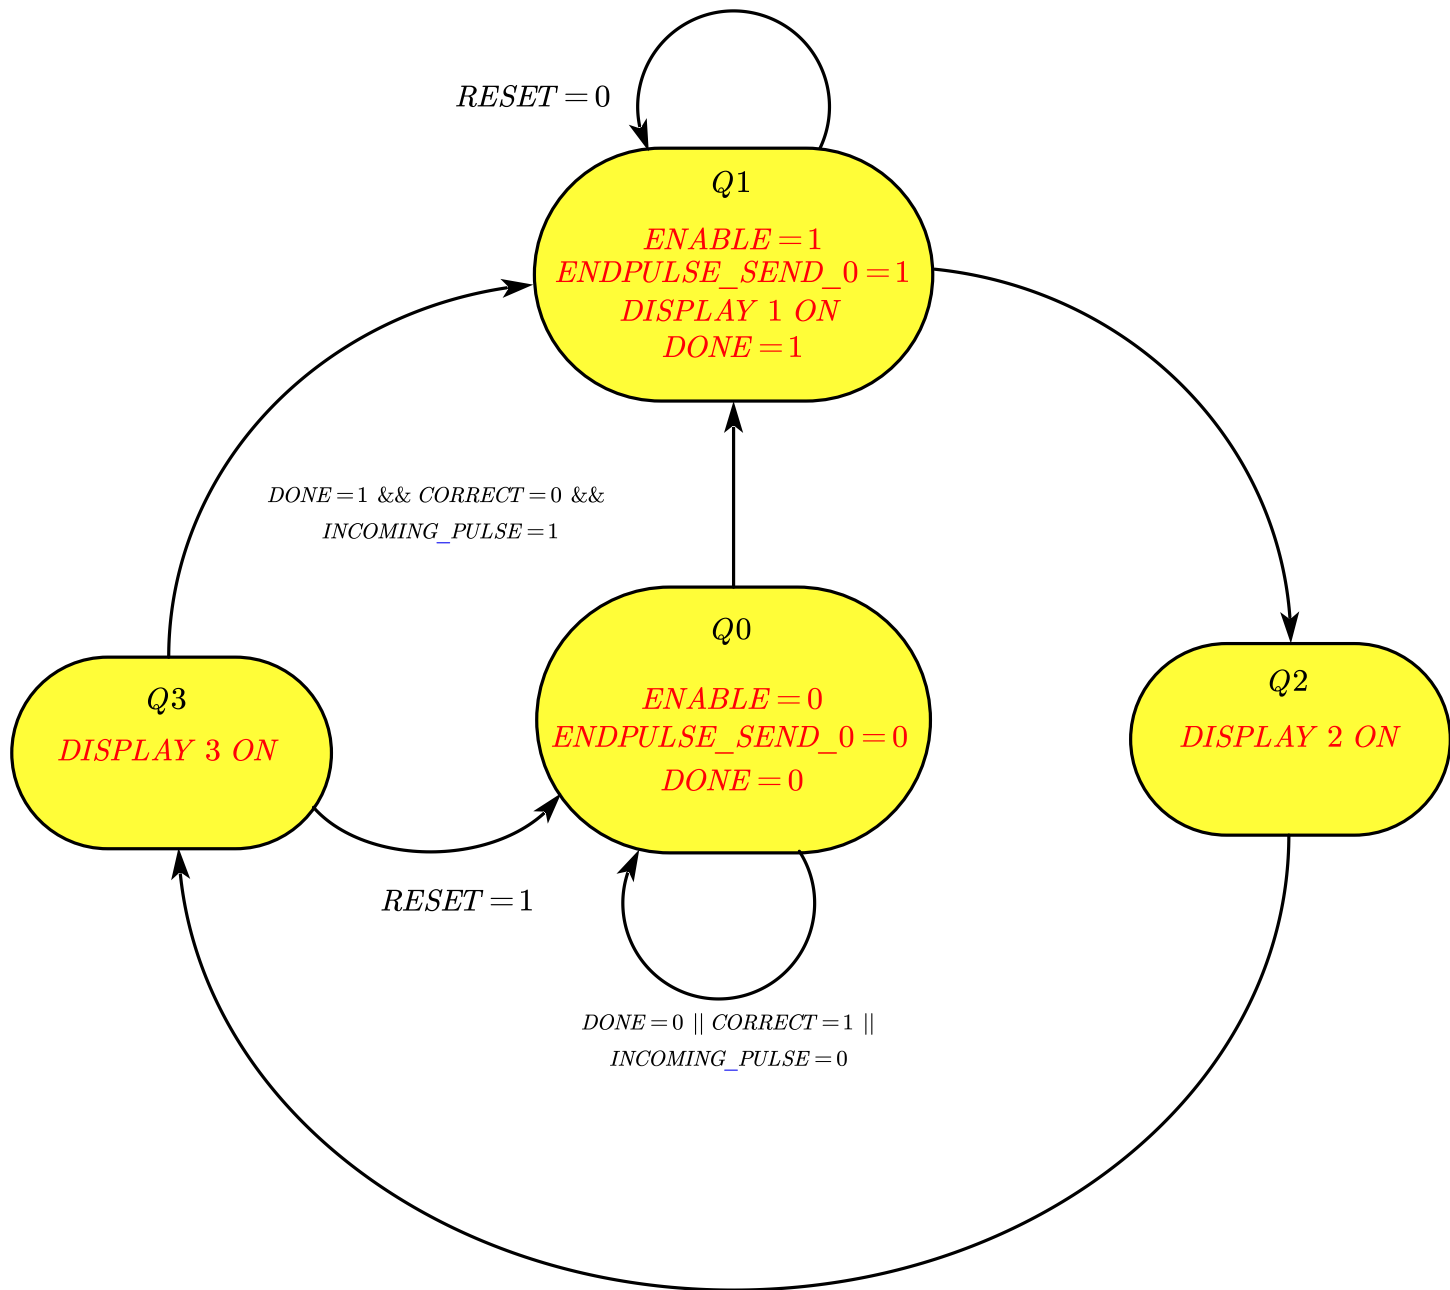 RESET = 0
Q1
ENABLE = 1
ENDPULSE_SEND_0 = 1
DISPLAY 1 ON
DONE = 1
DONE = 1 && CORRECT = 0 &&
INCOMING_PULSE = 1
Q0
ENABLE = 0
ENDPULSE_SEND_0 = 0
DONE = 0
Q3
DISPLAY 3 ON
Q2
DISPLAY 2 ON
RESET = 1
DONE = 0 || CORRECT = 1 ||
INCOMING_PULSE = 0